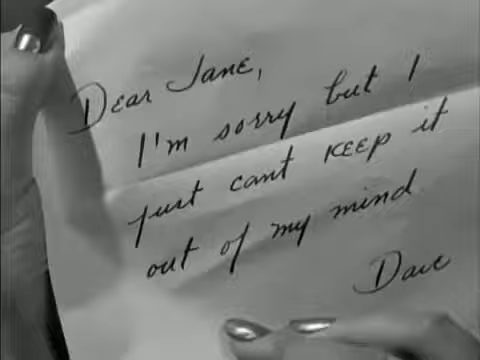 Dear Jane,
I'm sorry but I
just cant keep it
out of my mind
Dave